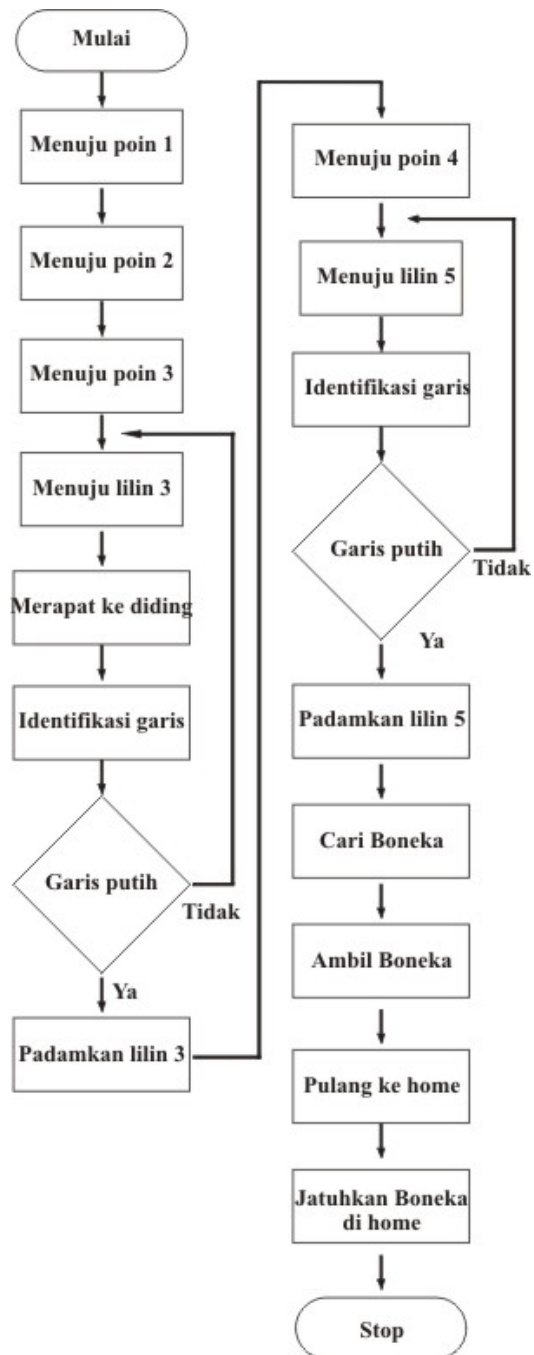 Mulai
Menuju poin 1
Menuju poin 2
Menuju poin 3
Menuju lilin 3
Merapat ke diding
Identifikasi garis
Garis putih
Tidak
Ya
Padamkan lilin 3
Menuju poin 4
Menuju lilin 5
Identifikasi garis
Garis putih
Tidak
Ya
Padamkan lilin 5
Cari Boneka
Ambil Boneka
Pulang ke home
Jatuhkan Boneka
di home
Stop